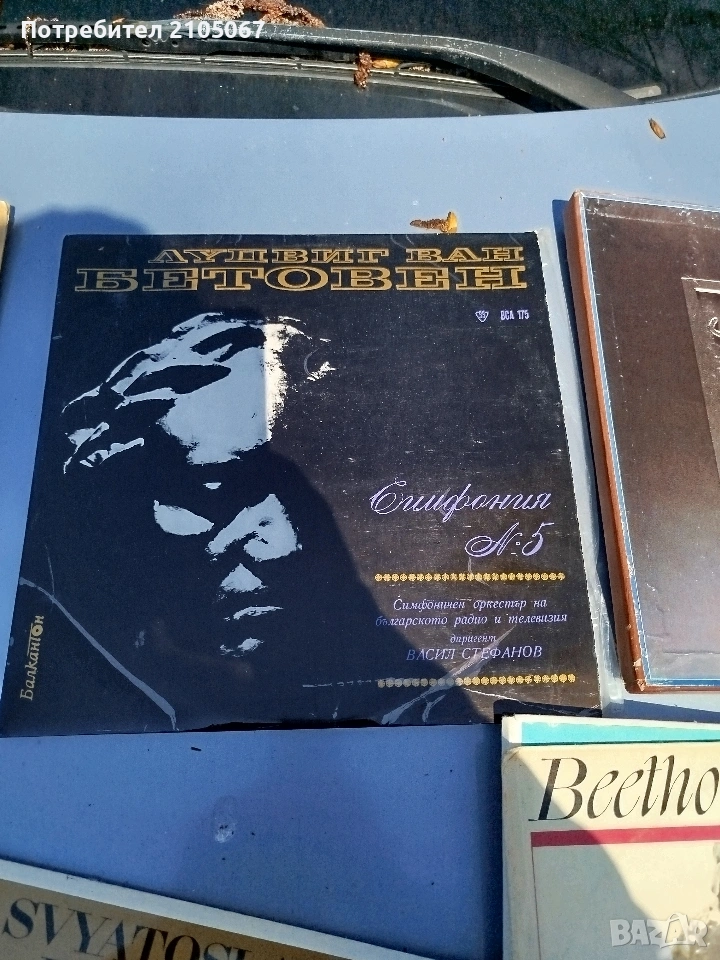 Потребител 2105067
ЛУДВИГ ВАН
БЕТОВЕН
ВСА 175
Симфония
№ 5
Симфоничен оркестър на
българското радио и телевизия
диригент
ВАСИЛ СТЕФАНОВ
Балкантон
Beetho
SVYATOSL
BAZAR